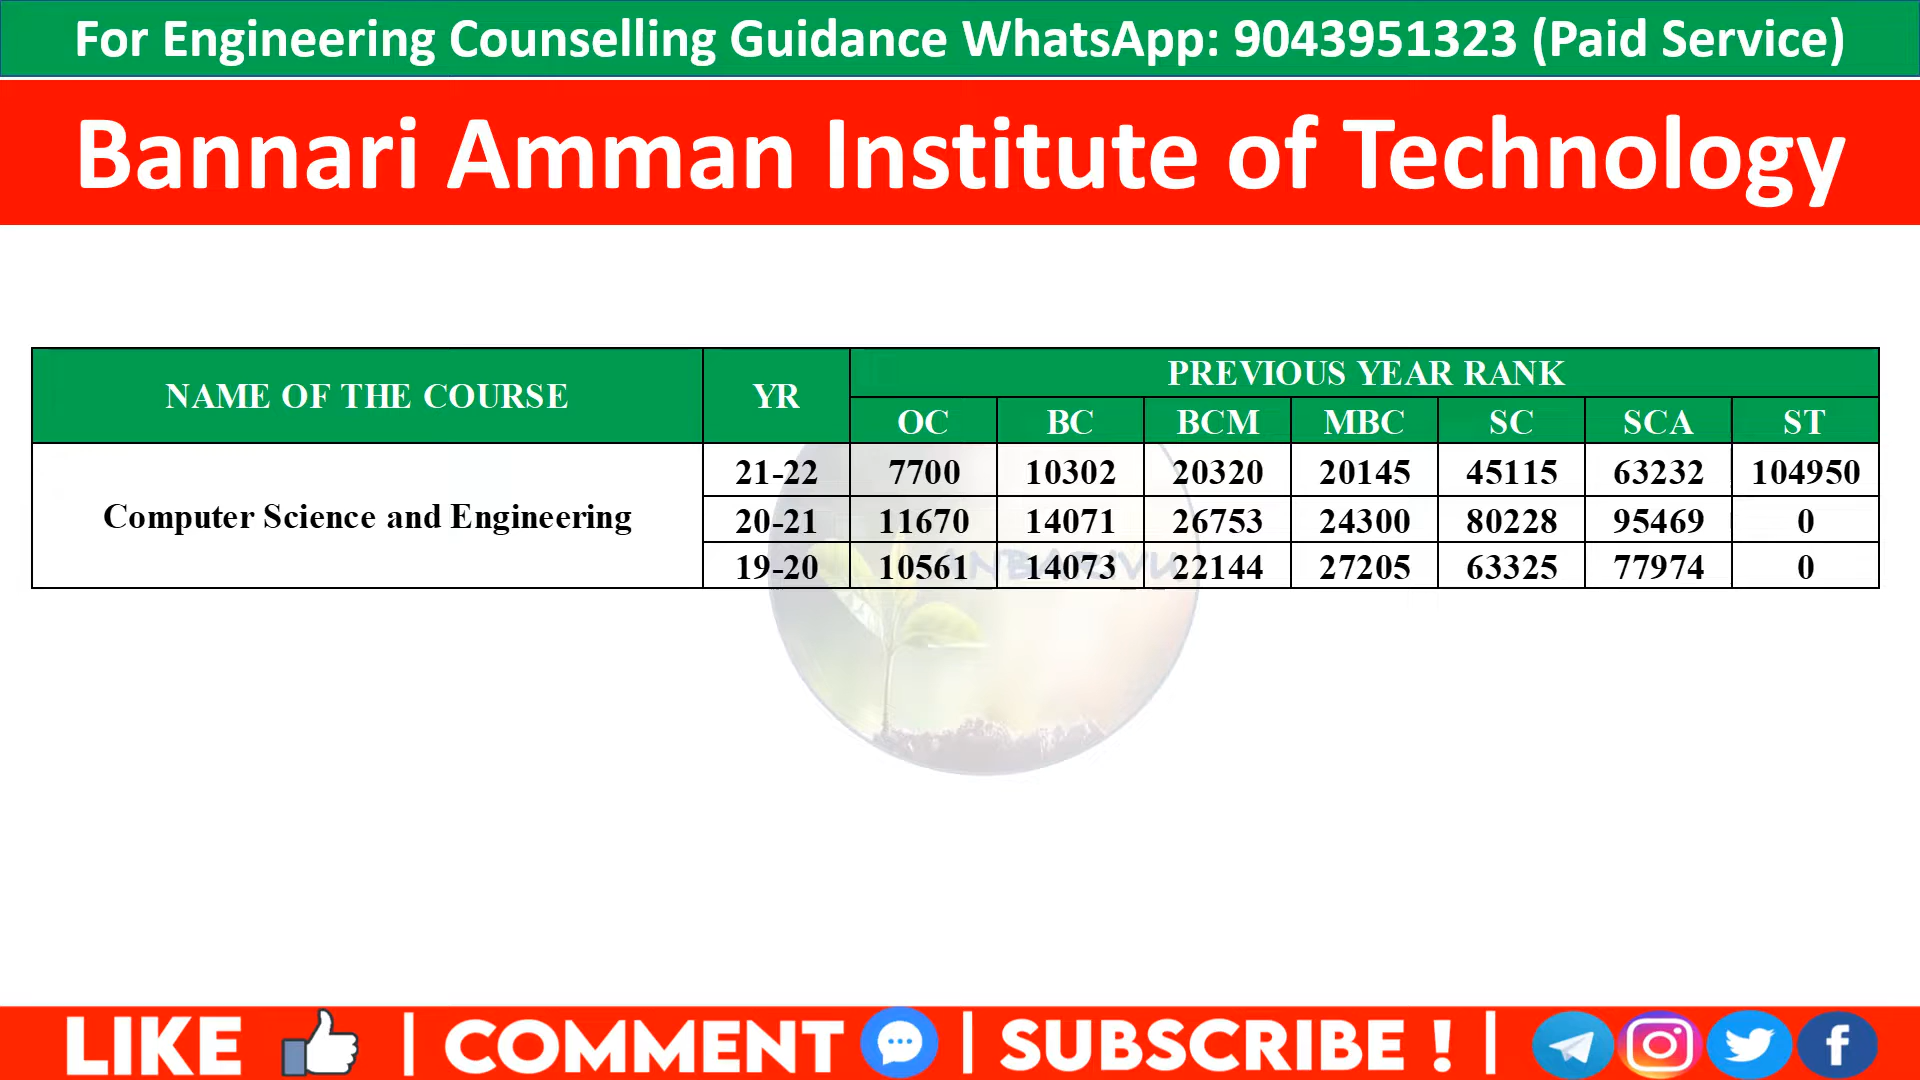 For Engineering Counselling Guidance WhatsApp: 9043951323 (Paid Service)
Bannari Amman Institute of Technology
NAME OF THE COURSE YR PREVIOUS YEAR RANK
OC BC BCM MBC SC SCA ST
Computer Science and Engineering
21-22 7700 10302 20320 20145 45115 63232 104950
20-21 11670 14071 26753 24300 80228 95469 0
19-20 10561 14073 22144 27205 63325 77974 0
LIKE | COMMENT | SUBSCRIBE ! |